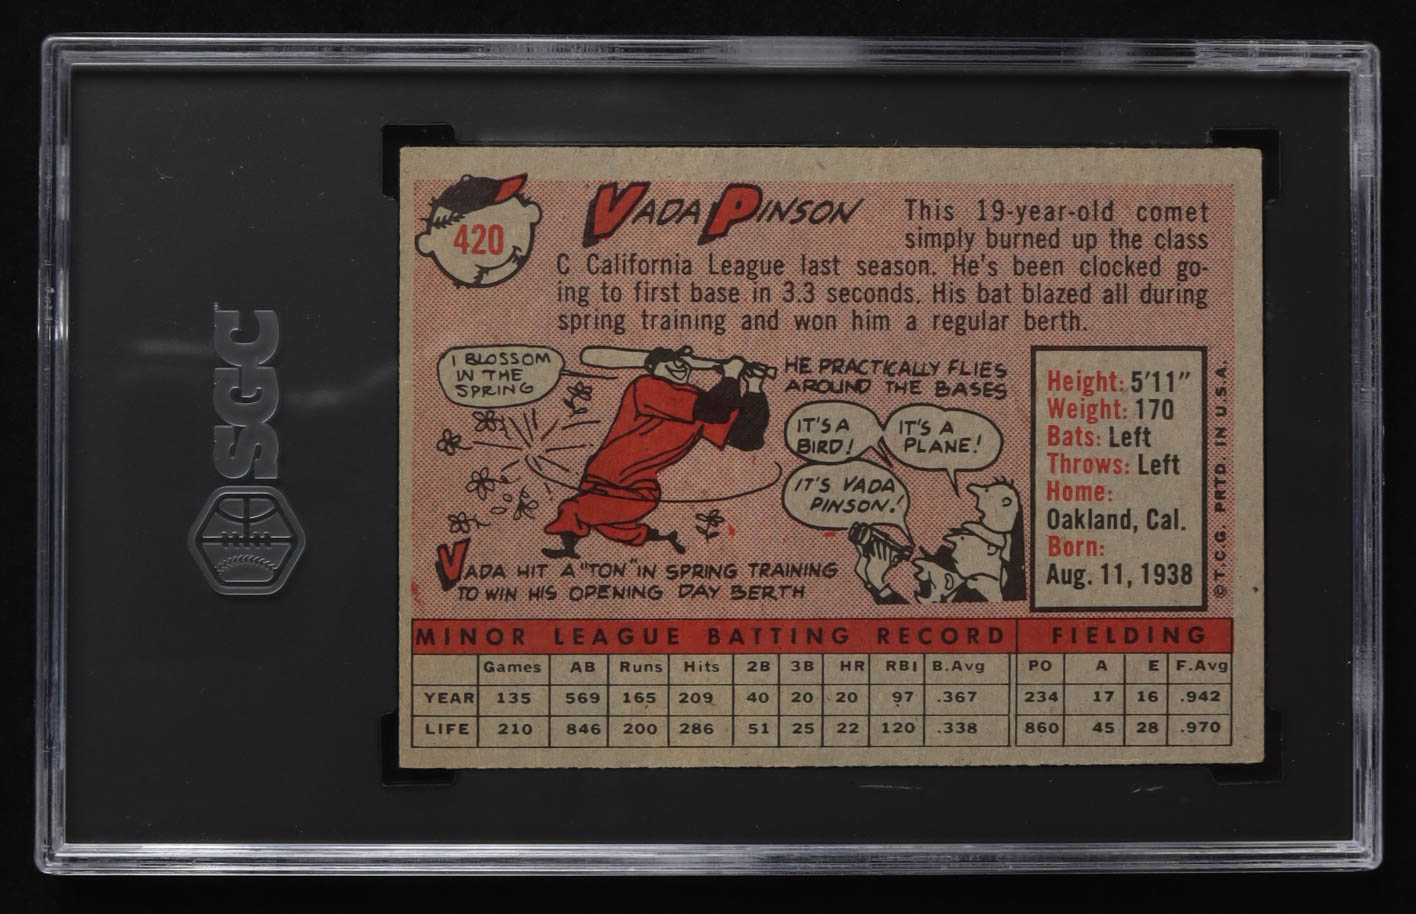 SGC
420
VADA PINSON
This 19-year-old comet
simply burned up the class
C California League last season. He's been clocked go-
ing to first base in 3.3 seconds. His bat blazed all during
spring training and won him a regular berth.
I BLOSSOM
IN THE
SPRING
HE PRACTICALLY FLIES
AROUND THE BASES
IT'S A
BIRD!
IT'S A
PLANE!
IT'S VADA
PINSON!
VADA HIT A "TON" IN SPRING TRAINING
TO WIN HIS OPENING DAY BERTH
Height: 5'11"
Weight: 170
Bats: Left
Throws: Left
Home:
Oakland, Cal.
Born:
Aug. 11, 1938
©T.C.G. PRTD. IN U.S.A.
MINOR LEAGUE BATTING RECORD FIELDING
Games AB Runs Hits 2B 3B HR RBI B.Avg PO A E F.Avg
YEAR 135 569 165 209 40 20 20 97 .367 234 17 16 .942
LIFE 210 846 200 286 51 25 22 120 .338 860 45 28 .970